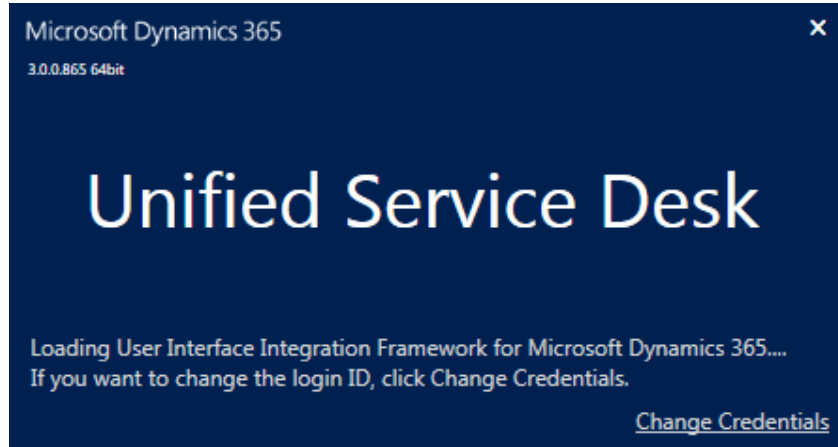 Microsoft Dynamics 365
3.0.0.865 64bit
Unified Service Desk
Loading User Interface Integration Framework for Microsoft Dynamics 365....
If you want to change the login ID, click Change Credentials.
Change Credentials